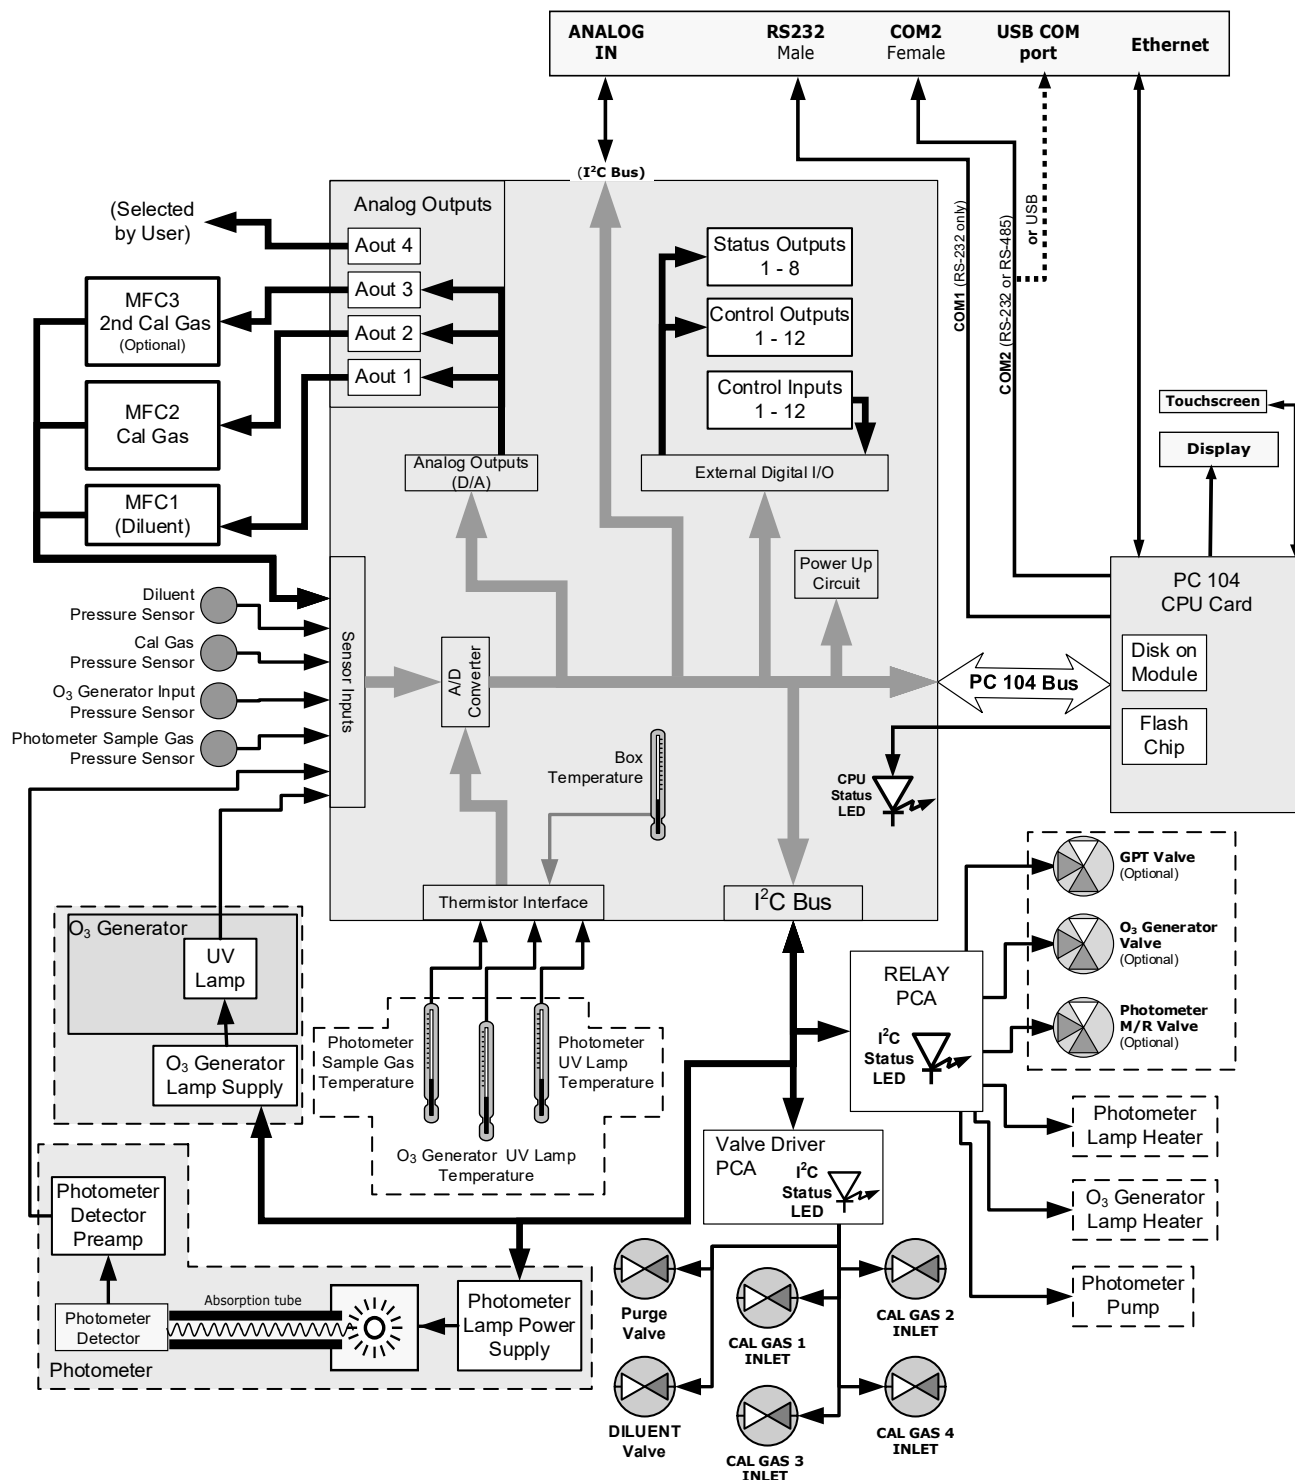 ANALOG
IN
RS232
Male
COM2
Female
USB COM
port
Ethernet
(I²C Bus)
(Selected
by User)
Analog Outputs
Aout 4
Aout 3
Aout 2
Aout 1
MFC3
2nd Cal Gas
(Optional)
MFC2
Cal Gas
MFC1
(Diluent)
Status Outputs
1 - 8
Control Outputs
1 - 12
Control Inputs
1 - 12
Analog Outputs
(D/A)
External Digital I/O
COM1 (RS-232 only)
COM2 (RS-232 or RS-485)
or USB
Touchscreen
Display
Power Up
Circuit
PC 104
CPU Card
Disk on
Module
Flash
Chip
PC 104 Bus
Diluent
Pressure Sensor
Cal Gas
Pressure Sensor
O₃ Generator Input
Pressure Sensor
Photometer Sample Gas
Pressure Sensor
Sensor Inputs
A/D
Converter
Box
Temperature
CPU
Status
LED
Thermistor Interface
I²C Bus
O₃ Generator
UV
Lamp
O₃ Generator
Lamp Supply
Photometer
Sample Gas
Temperature
Photometer
UV Lamp
Temperature
O₃ Generator UV Lamp
Temperature
RELAY
PCA
I²C
Status
LED
GPT Valve
(Optional)
O₃ Generator
Valve
(Optional)
Photometer
M/R Valve
(Optional)
Photometer
Lamp Heater
O₃ Generator
Lamp Heater
Photometer
Pump
Valve Driver
PCA
I²C
Status
LED
Photometer
Detector
Preamp
Absorption tube
Photometer
Detector
Photometer
Photometer
Lamp Power
Supply
Purge
Valve
CAL GAS 1
INLET
CAL GAS 2
INLET
DILUENT
Valve
CAL GAS 3
INLET
CAL GAS 4
INLET